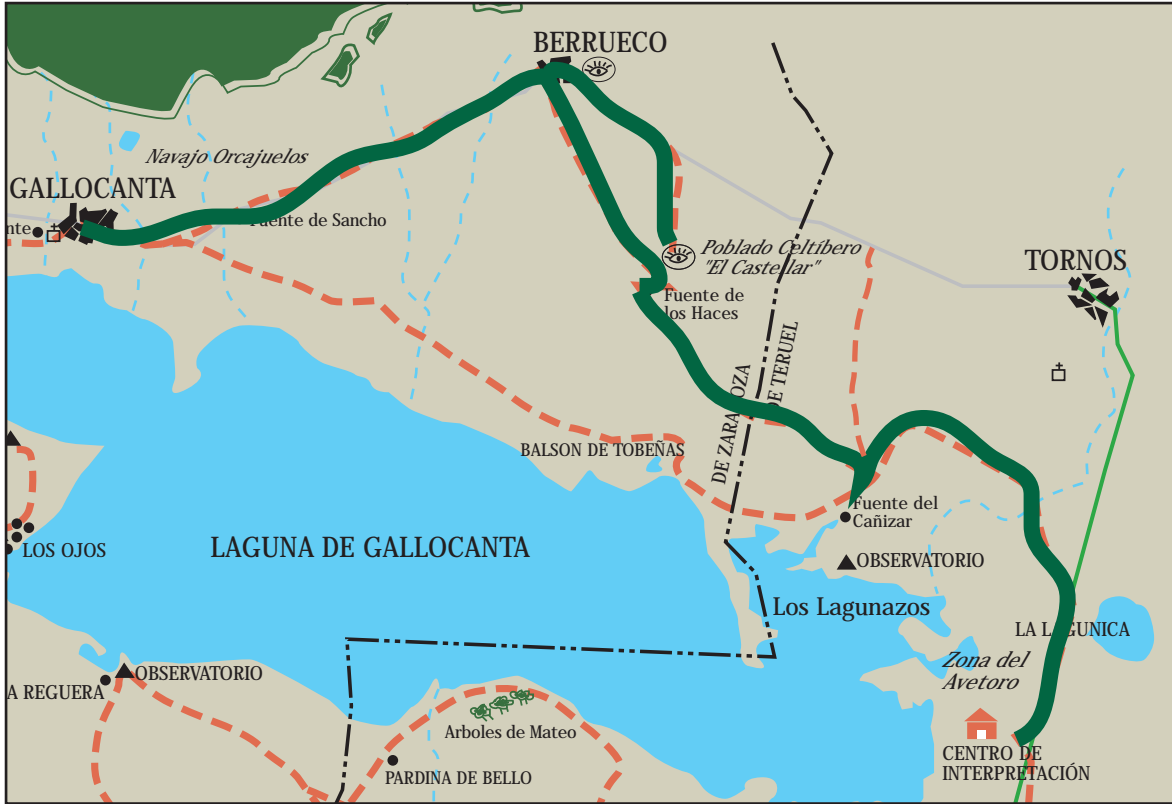 BERRUECO
Navajo Orcajuelos
GALLOCANTA
nte
Fuente de Sancho
Poblado Celtíbero
"El Castellar"
TORNOS
Fuente de
los Haces
DE ZARAGOZA
DE TERUEL
BALSON DE TOBEÑAS
Fuente del
Cañizar
LOS OJOS
LAGUNA DE GALLOCANTA
OBSERVATORIO
Los Lagunazos
LA LAGUNICA
Zona del
Avetoro
OBSERVATORIO
A REGUERA
Arboles de Mateo
CENTRO DE
INTERPRETACIÓN
PARDINA DE BELLO